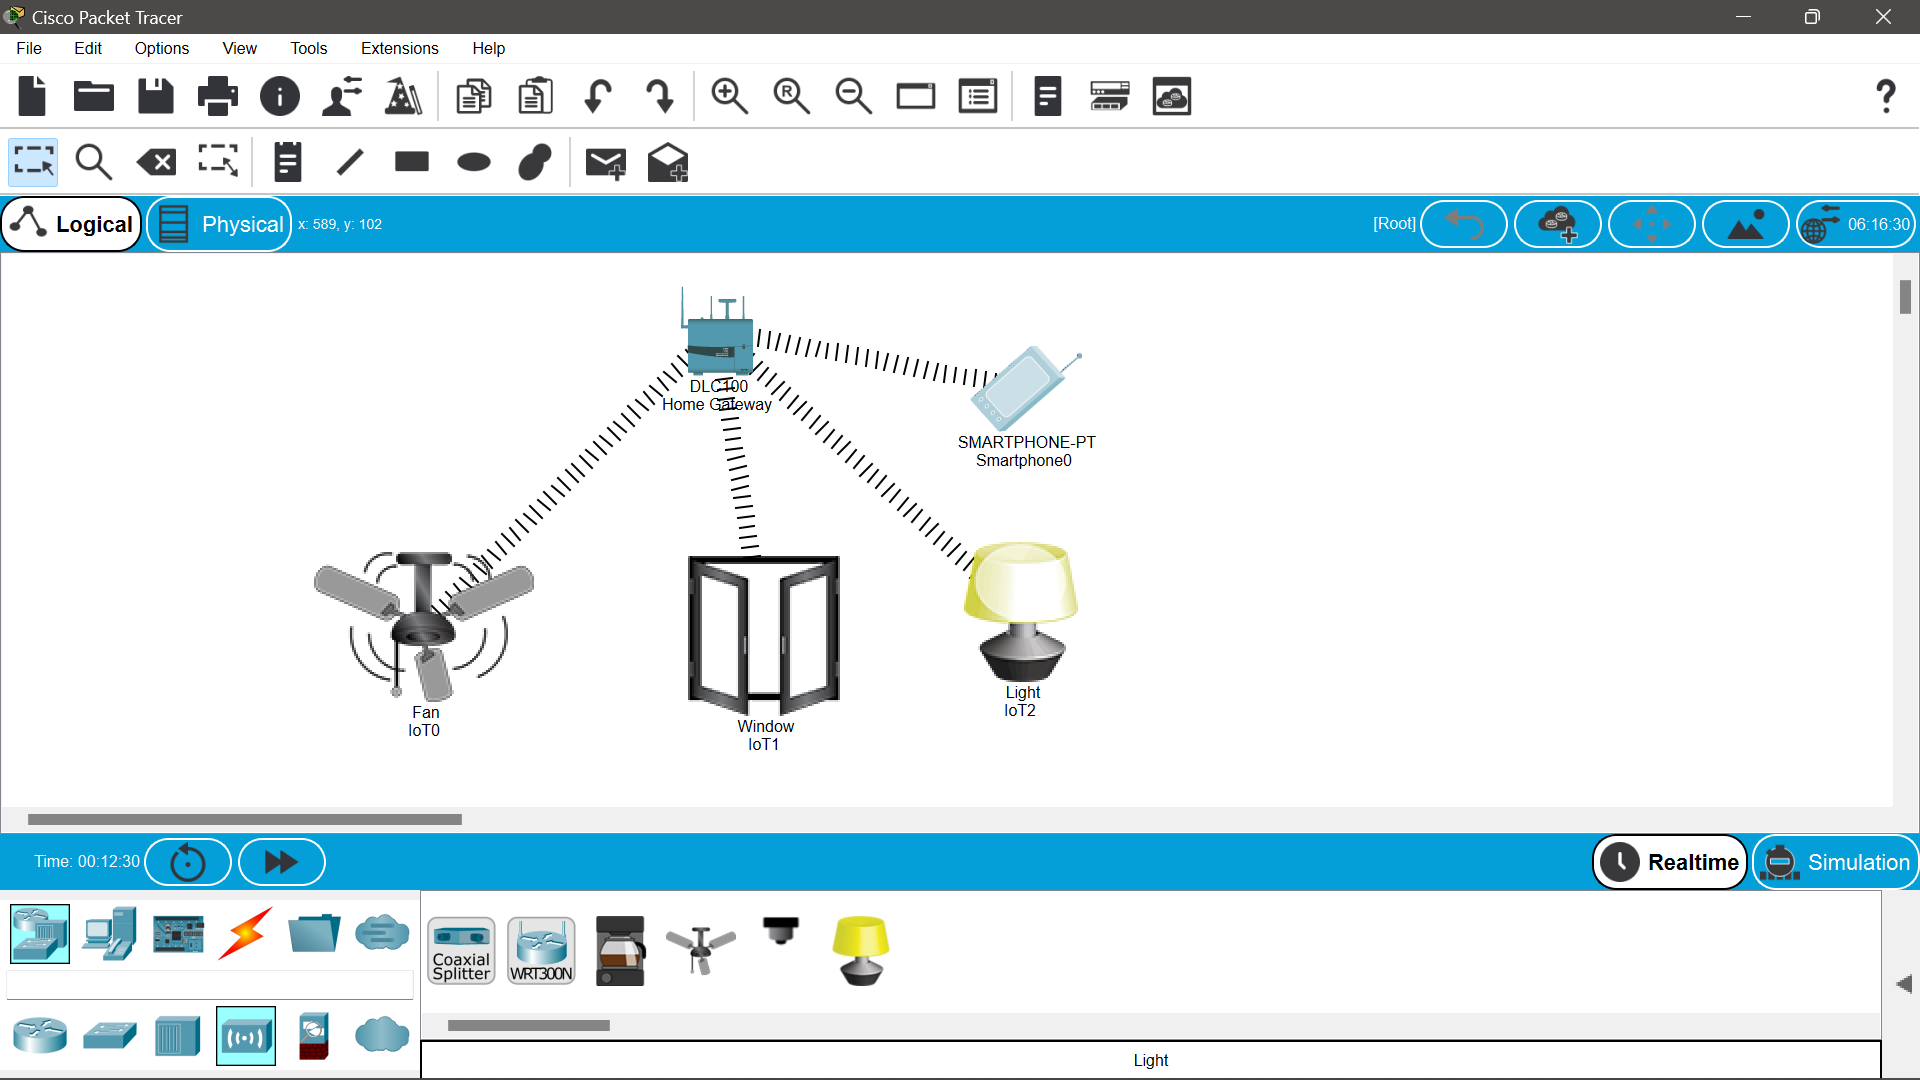 Cisco Packet Tracer
File Edit Options View Tools Extensions Help
Logical Physical x: 589, y: 102 [Root] 06:16:30
DLC100
Home Gateway
SMARTPHONE-PT
Smartphone0
Light
IoT2
Fan
IoT0
Window
IoT1
Time: 00:12:30 Realtime Simulation
Coaxial
Splitter
WRT300N
Light